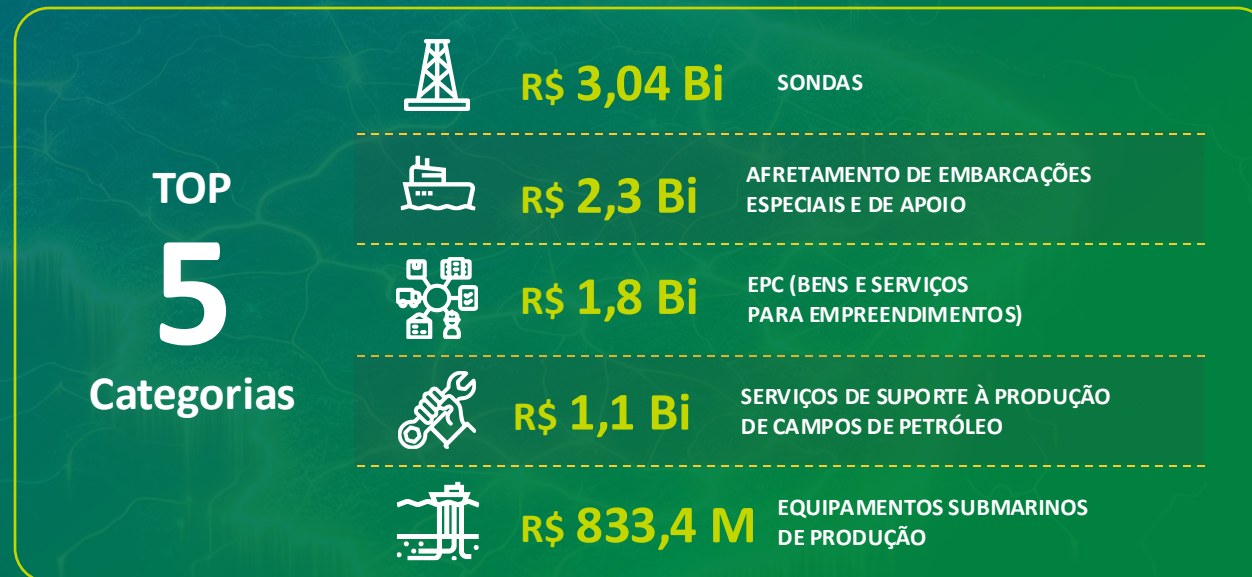 TOP
5
Categorias
R$ 3,04 Bi
SONDAS
R$ 2,3 Bi
AFRETAMENTO DE EMBARCAÇÕES
ESPECIAIS E DE APOIO
R$ 1,8 Bi
EPC (BENS E SERVIÇOS
PARA EMPREENDIMENTOS)
R$ 1,1 Bi
SERVIÇOS DE SUPORTE À PRODUÇÃO
DE CAMPOS DE PETRÓLEO
R$ 833,4 M
EQUIPAMENTOS SUBMARINOS
DE PRODUÇÃO